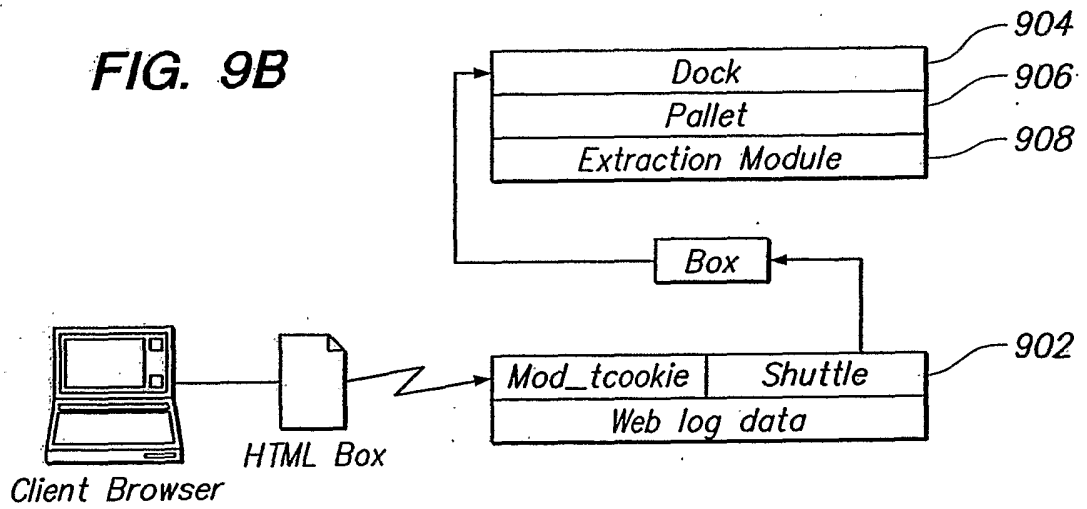 FIG. 9B
Dock
904
Pallet
906
Extraction Module
908
Box
Mod_tcookie
Shuttle
902
Web log data
HTML Box
Client Browser